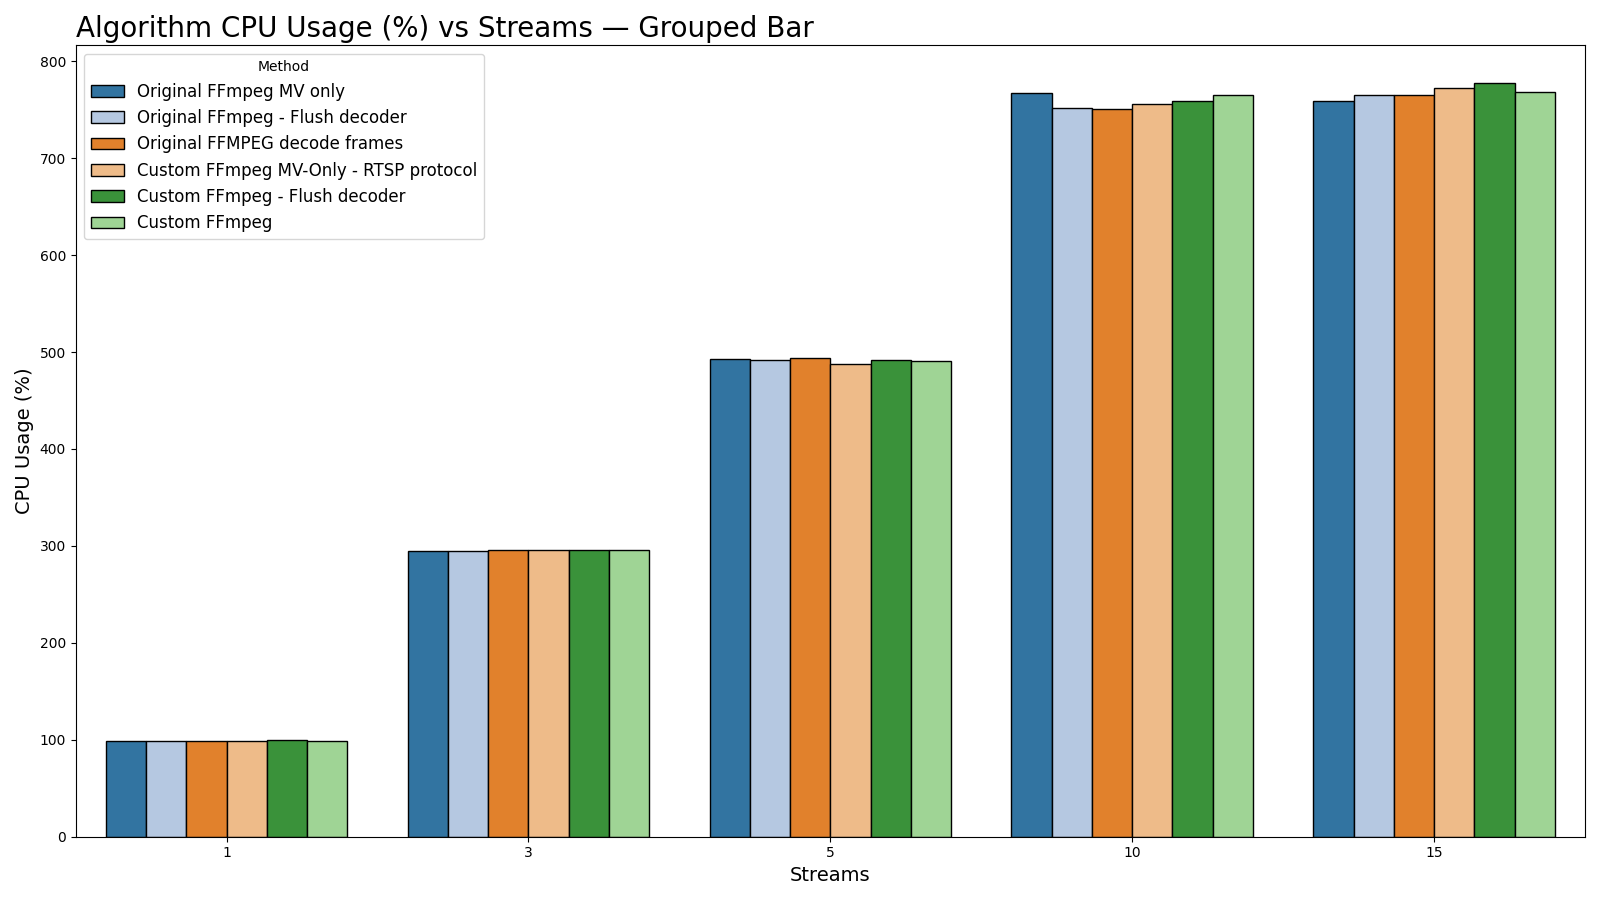 Algorithm CPU Usage (%) vs Streams — Grouped Bar
Method
Original FFmpeg MV only
Original FFmpeg - Flush decoder
Original FFMPEG decode frames
Custom FFmpeg MV-Only - RTSP protocol
Custom FFmpeg - Flush decoder
Custom FFmpeg
CPU Usage (%)
800
700
600
500
400
300
200
100
0
1 3 5 10 15
Streams